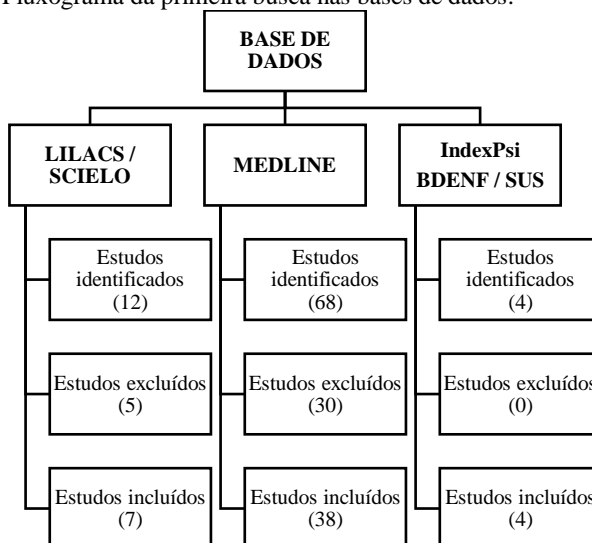 Fluxograma da primeira busca nas bases de dados.
BASE DE
DADOS
LILACS /
SCIELO
MEDLINE
IndexPsi
BDENF / SUS
Estudos
identificados
(12)
Estudos
identificados
(68)
Estudos
identificados
(4)
Estudos excluídos
(5)
Estudos excluídos
(30)
Estudos excluídos
(0)
Estudos incluídos
(7)
Estudos incluídos
(38)
Estudos incluídos
(4)